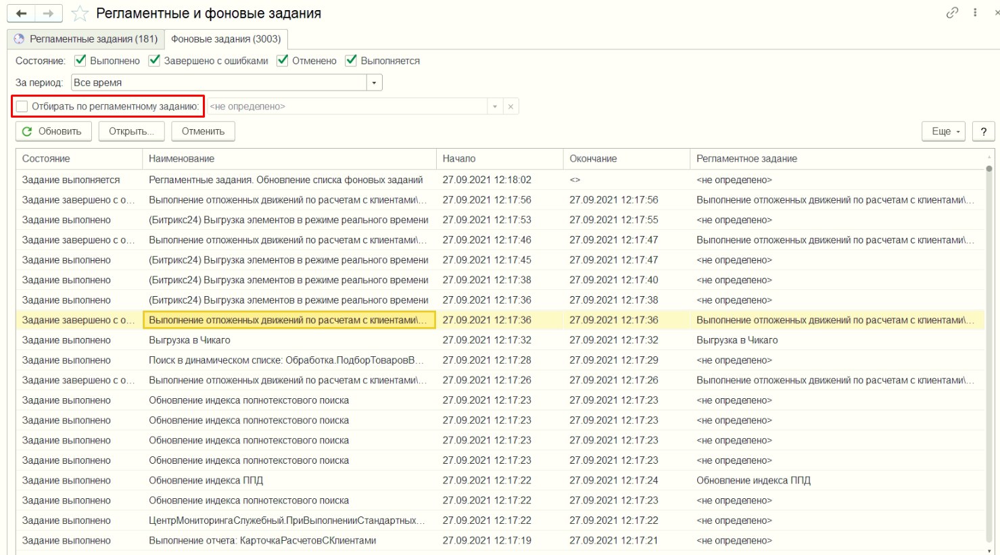 Регламентные и фоновые задания
Регламентные задания (181) Фоновые задания (3003)
Состояние: Выполнено Завершено с ошибками Отменено Выполняется
За период: Все время
Отбирать по регламентному заданию: <не определено>
Обновить Открыть... Отменить Еще ?
Состояние Наименование Начало Окончание Регламентное задание
Задание выполняется Регламентные задания. Обновление списка фоновых заданий 27.09.2021 12:18:02 <> <не определено>
Задание завершено с о... Выполнение отложенных движений по расчетам с клиентами\... 27.09.2021 12:17:56 27.09.2021 12:17:56 Выполнение отложенных движений по расчетам с клиентами\...
Задание выполнено (Битрикс24) Выгрузка элементов в режиме реального времени 27.09.2021 12:17:53 27.09.2021 12:17:55 <не определено>
Задание завершено с о... Выполнение отложенных движений по расчетам с клиентами\... 27.09.2021 12:17:46 27.09.2021 12:17:47 Выполнение отложенных движений по расчетам с клиентами\...
Задание выполнено (Битрикс24) Выгрузка элементов в режиме реального времени 27.09.2021 12:17:45 27.09.2021 12:17:47 <не определено>
Задание выполнено (Битрикс24) Выгрузка элементов в режиме реального времени 27.09.2021 12:17:38 27.09.2021 12:17:40 <не определено>
Задание выполнено (Битрикс24) Выгрузка элементов в режиме реального времени 27.09.2021 12:17:36 27.09.2021 12:17:38 <не определено>
Задание завершено с о... Выполнение отложенных движений по расчетам с клиентами\... 27.09.2021 12:17:36 27.09.2021 12:17:36 Выполнение отложенных движений по расчетам с клиентами\...
Задание выполнено Выгрузка в Чикаго 27.09.2021 12:17:32 27.09.2021 12:17:32 Выгрузка в Чикаго
Задание выполнено Поиск в динамическом списке: Обработка.ПодборТоваровВ... 27.09.2021 12:17:28 27.09.2021 12:17:29 <не определено>
Задание завершено с о... Выполнение отложенных движений по расчетам с клиентами\... 27.09.2021 12:17:26 27.09.2021 12:17:26 Выполнение отложенных движений по расчетам с клиентами\...
Задание выполнено Обновление индекса полнотекстового поиска 27.09.2021 12:17:23 27.09.2021 12:17:23 <не определено>
Задание выполнено Обновление индекса полнотекстового поиска 27.09.2021 12:17:23 27.09.2021 12:17:23 <не определено>
Задание выполнено Обновление индекса полнотекстового поиска 27.09.2021 12:17:23 27.09.2021 12:17:23 <не определено>
Задание выполнено Обновление индекса полнотекстового поиска 27.09.2021 12:17:23 27.09.2021 12:17:23 <не определено>
Задание выполнено Обновление индекса ППД 27.09.2021 12:17:22 27.09.2021 12:17:24 Обновление индекса ППД
Задание выполнено Обновление индекса полнотекстового поиска 27.09.2021 12:17:22 27.09.2021 12:17:23 <не определено>
Задание выполнено ЦентрМониторингаСлужебный.ПриВыполненииСтандартных... 27.09.2021 12:17:22 27.09.2021 12:17:22 <не определено>
Задание выполнено Выполнение отчета: КарточкаРасчетовСКлиентами 27.09.2021 12:17:19 27.09.2021 12:17:21 <не определено>